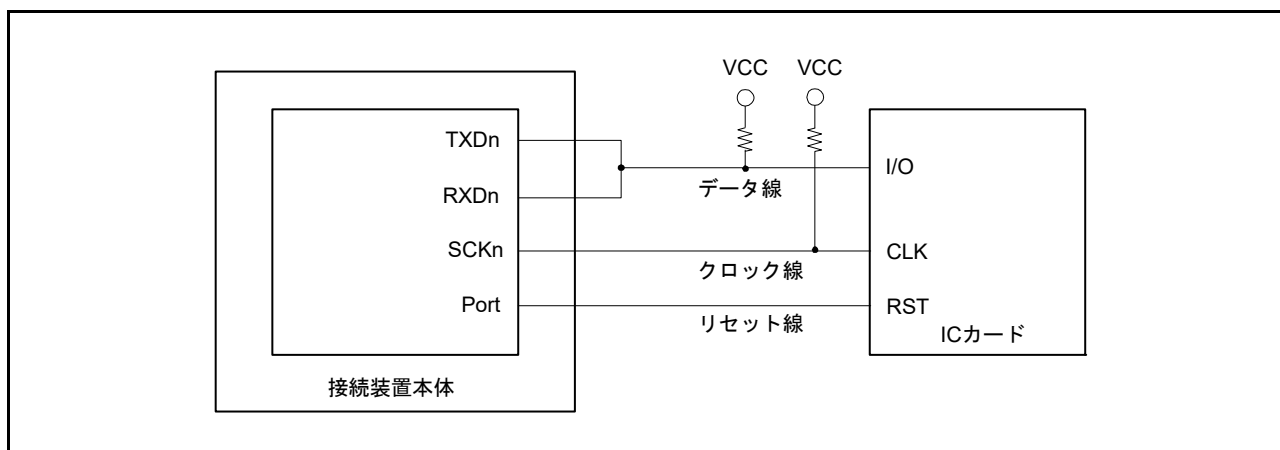 VCC VCC
TXDn
RXDn
SCKn
Port
データ線
クロック線
リセット線
I/O
CLK
RST
ICカード
接続装置本体